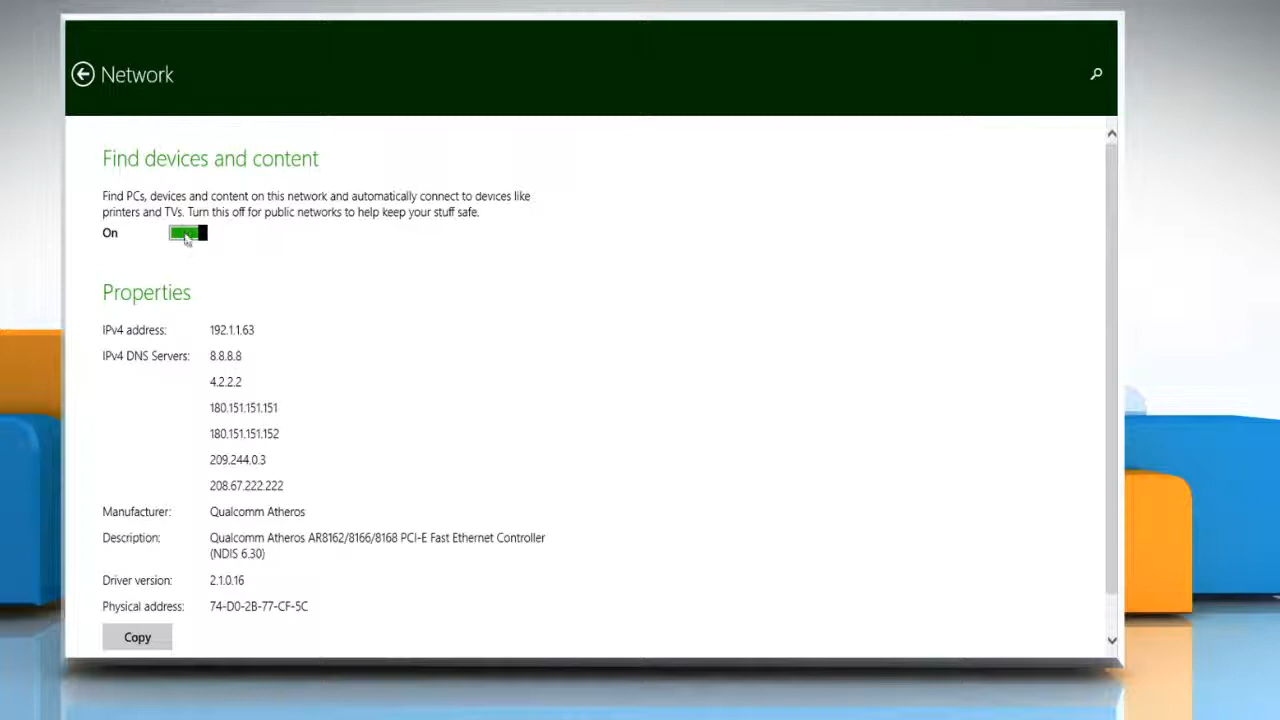 Network
Find devices and content
Find PCs, devices and content on this network and automatically connect to devices like
printers and TVs. Turn this off for public networks to help keep your stuff safe.
On
Properties
IPv4 address: 192.1.1.63
IPv4 DNS Servers: 8.8.8.8
4.2.2.2
180.151.151.151
180.151.151.152
209.244.0.3
208.67.222.222
Manufacturer: Qualcomm Atheros
Description: Qualcomm Atheros AR8162/8166/8168 PCI-E Fast Ethernet Controller
(NDIS 6.30)
Driver version: 2.1.0.16
Physical address: 74-D0-2B-77-CF-5C
Copy